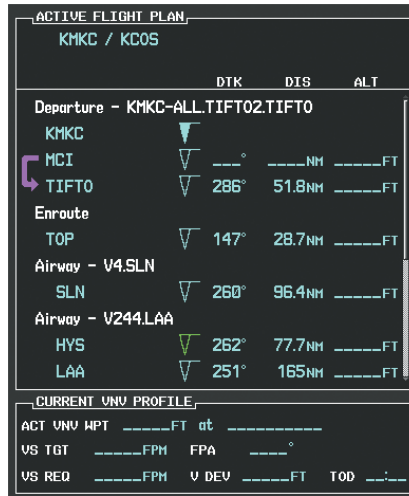 ACTIVE FLIGHT PLAN
KMKC / KCOS
DTK DIS ALT
Departure - KMKC-ALL.TIFTO2.TIFTO
KMKC
MCI ___° ____NM _____FT
TIFTO 286° 51.8NM _____FT
Enroute
TOP 147° 28.7NM _____FT
Airway - V4.SLN
SLN 260° 96.4NM _____FT
Airway - V244.LAA
HYS 262° 77.7NM _____FT
LAA 251° 165NM _____FT
CURRENT VNV PROFILE
ACT VNV WPT _____FT at __________
VS TGT _____FPM FPA ____°
VS REQ _____FPM V DEV _____FT TOD __:__